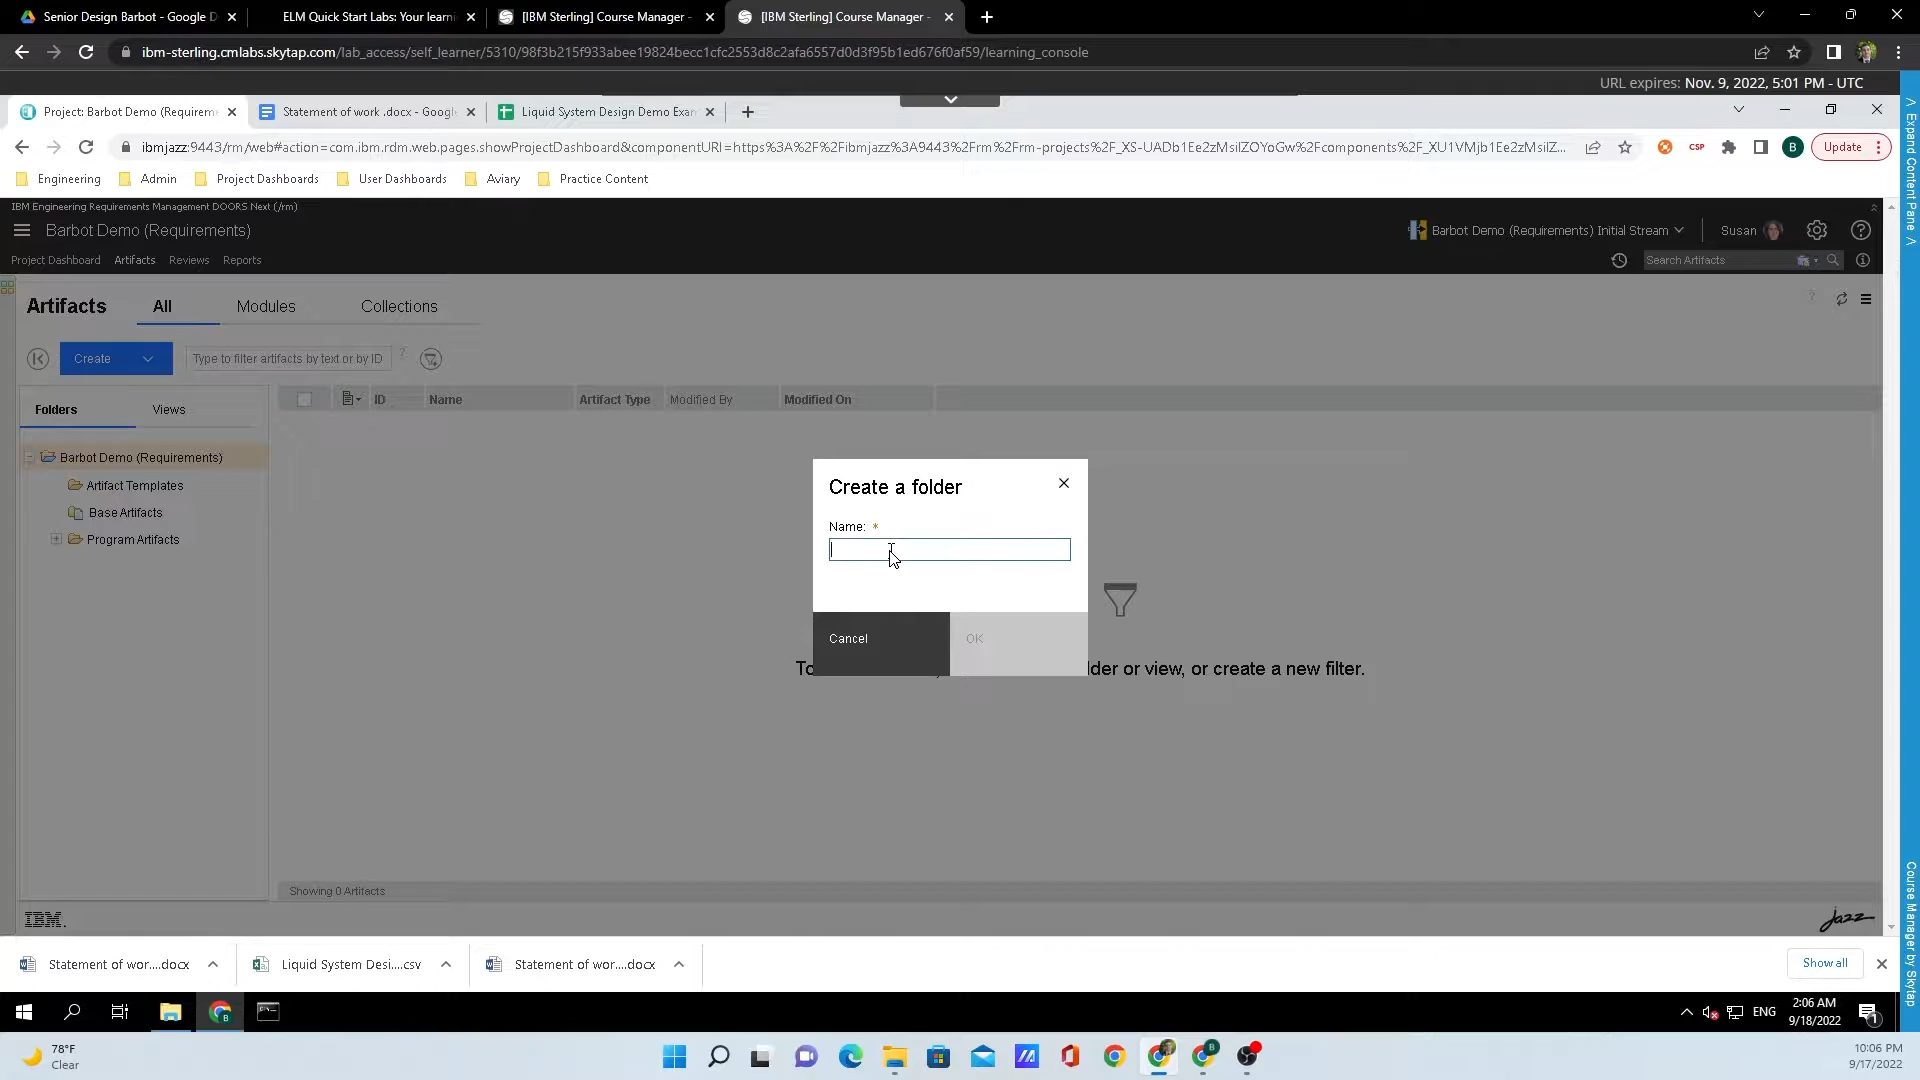 Senior Design Barbot - Google D
ELM Quick Start Labs: Your learni
[IBM Sterling] Course Manager -
[IBM Sterling] Course Manager -
ibm-sterling.cmlabs.skytap.com/lab_access/self_learner/5310/98f3b215f933abee19824becc1cfc2553d8c2afa6557d0d3f95b1ed676f0af59/learning_console
URL expires: Nov. 9, 2022, 5:01 PM - UTC
Project: Barbot Demo (Requirem
Statement of work .docx - Google
Liquid System Design Demo Exam
ibmjazz:9443/rm/web#action=com.ibm.rdm.web.pages.showProjectDashboard&componentURI=https%3A%2F%2Fibmjazz%3A9443%2Frm%2Frm-projects%2F_XS-UADb1Ee2zMsilZOYoGw%2Fcomponents%2F_XU1VMjb1Ee2zMsilZ...
CSP
B
Update
Engineering
Admin
Project Dashboards
User Dashboards
Aviary
Practice Content
IBM Engineering Requirements Management DOORS Next (/rm)
Barbot Demo (Requirements)
Barbot Demo (Requirements) Initial Stream
Susan
Project Dashboard
Artifacts
Reviews
Reports
Search Artifacts
Artifacts
All
Modules
Collections
Create
Type to filter artifacts by text or by ID
Folders
Views
ID
Name
Artifact Type
Modified By
Modified On
Barbot Demo (Requirements)
Artifact Templates
Base Artifacts
Program Artifacts
Create a folder
Name: *
Cancel
OK
To
lder or view, or create a new filter.
Showing 0 Artifacts
IBM.
jazz
Statement of wor....docx
Liquid System Desi....csv
Statement of wor....docx
Show all
ENG
2:06 AM
9/18/2022
1
78°F
Clear
10:06 PM
9/17/2022
< Expand Content Pane <
Course Manager by Skytap